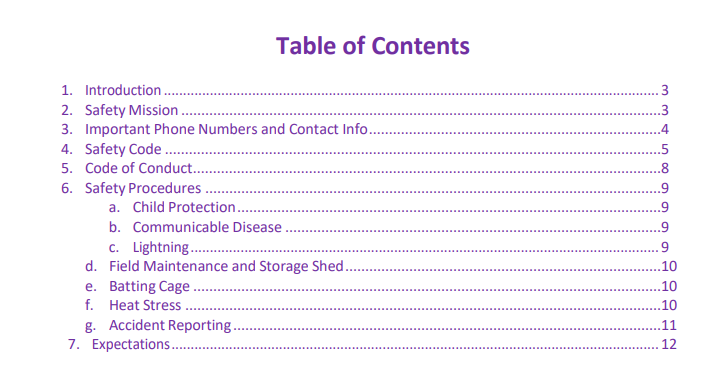 Table of Contents
1. Introduction ........................................................................................................ 3
2. Safety Mission ..................................................................................................... 3
3. Important Phone Numbers and Contact Info............................................................. 4
4. Safety Code ......................................................................................................... 5
5. Code of Conduct................................................................................................... 8
6. Safety Procedures ................................................................................................ 9
a. Child Protection.................................................................................................... 9
b. Communicable Disease ......................................................................................... 9
c. Lightning.............................................................................................................. 9
d. Field Maintenance and Storage Shed..................................................................... 10
e. Batting Cage ....................................................................................................... 10
f. Heat Stress ......................................................................................................... 10
g. Accident Reporting .............................................................................................. 11
7. Expectations........................................................................................................ 12